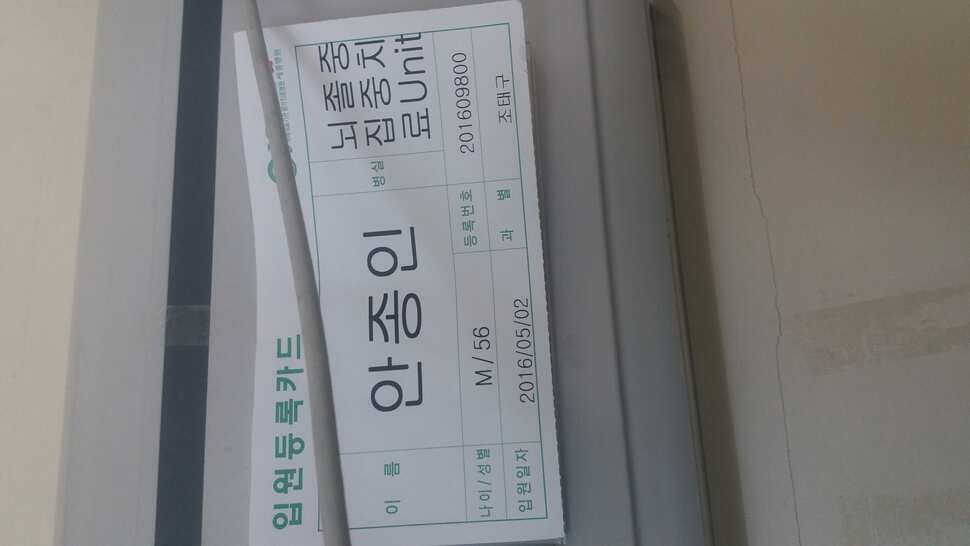 입원등록카드
이 름 안종인 병실 뇌졸중
집중치
료Unit
나이/성별 M/56 등록번호 201609800
입원일자 2016/05/02 과 별 조태구